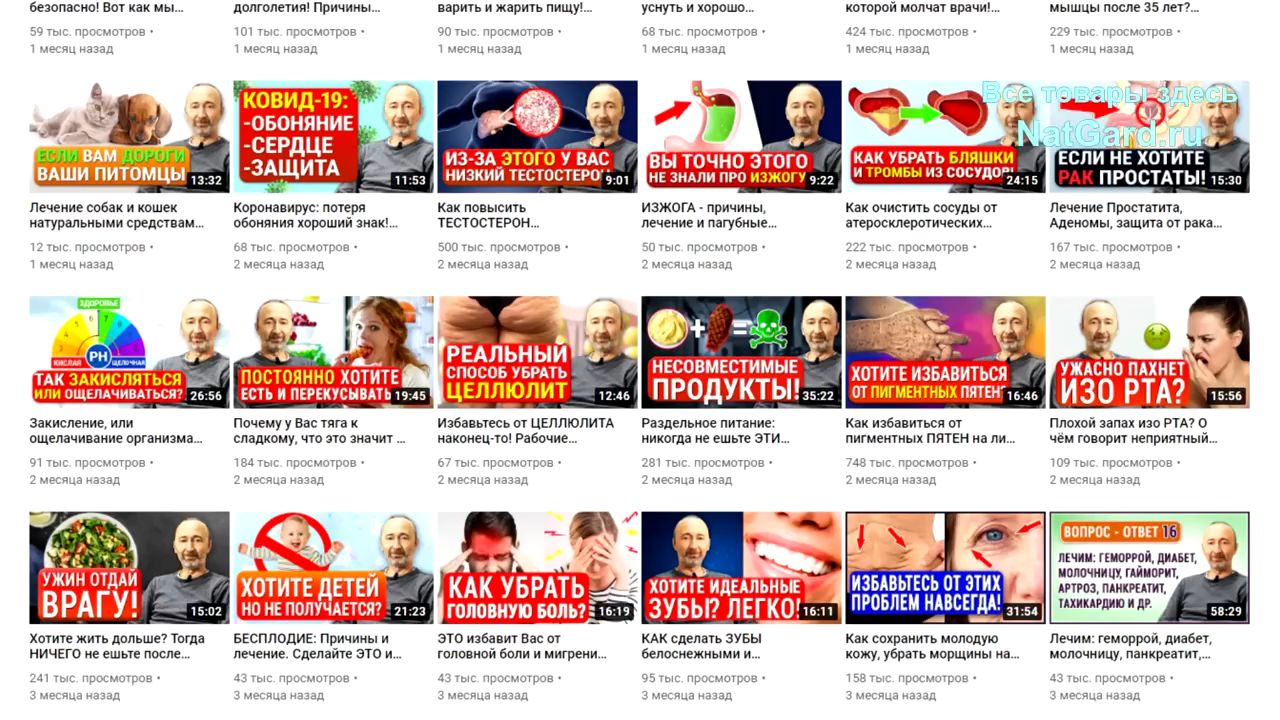 безопасно! Вот как мы...
долголетия! Причины...
варить и жарить пищу!...
уснуть и хорошо...
которой молчат врачи!...
мышцы после 35 лет?...
59 тыс. просмотров •
101 тыс. просмотров •
90 тыс. просмотров •
68 тыс. просмотров •
424 тыс. просмотров •
229 тыс. просмотров •
1 месяц назад
1 месяц назад
1 месяц назад
1 месяц назад
1 месяц назад
1 месяц назад
ЕСЛИ ВАМ ДОРОГИ
ВАШИ ПИТОМЦЫ
13:32
КОВИД-19:
-ОБОНЯНИЕ
-СЕРДЦЕ
-ЗАЩИТА
11:53
ИЗ-ЗА ЭТОГО У ВАС
НИЗКИЙ ТЕСТОСТЕРОН
9:01
ВЫ ТОЧНО ЭТОГО
НЕ ЗНАЛИ ПРО ИЗЖОГУ
9:22
КАК УБРАТЬ БЛЯШКИ
И ТРОМБЫ ИЗ СОСУДОВ!
24:15
Все товары здесь
NatGard.ru
ЕСЛИ НЕ ХОТИТЕ
РАК ПРОСТАТЫ!
15:30
Лечение собак и кошек
натуральными средствам...
Коронавирус: потеря
обоняния хороший знак!...
Как повысить
ТЕСТОСТЕРОН...
ИЗЖОГА - причины,
лечение и пагубные...
Как очистить сосуды от
атеросклеротических...
Лечение Простатита,
Аденомы, защита от рака...
12 тыс. просмотров •
68 тыс. просмотров •
500 тыс. просмотров •
50 тыс. просмотров •
222 тыс. просмотров •
167 тыс. просмотров •
1 месяц назад
2 месяца назад
2 месяца назад
2 месяца назад
2 месяца назад
2 месяца назад
ЗДОРОВЬЕ
4 5 6 7 8 9
PH
КИСЛАЯ
ЩЕЛОЧНАЯ
ТАК ЗАКИСЛЯТЬСЯ
ИЛИ ОЩЕЛАЧИВАТЬСЯ?
26:56
ПОСТОЯННО ХОТИТЕ
ЕСТЬ И ПЕРЕКУСЫВАТЬ
19:45
РЕАЛЬНЫЙ
СПОСОБ УБРАТЬ
ЦЕЛЛЮЛИТ
12:46
НЕСОВМЕСТИМЫЕ
ПРОДУКТЫ!
35:22
ХОТИТЕ ИЗБАВИТЬСЯ
ОТ ПИГМЕНТНЫХ ПЯТЕН?
16:46
УЖАСНО ПАХНЕТ
ИЗО РТА?
15:56
Закисление, или
ощелачивание организма...
Почему у Вас тяга к
сладкому, что это значит ...
Избавьтесь от ЦЕЛЛЮЛИТА
наконец-то! Рабочие...
Раздельное питание:
никогда не ешьте ЭТИ...
Как избавиться от
пигментных ПЯТЕН на ли...
Плохой запах изо РТА? О
чём говорит неприятный...
91 тыс. просмотров •
184 тыс. просмотров •
67 тыс. просмотров •
281 тыс. просмотров •
748 тыс. просмотров •
109 тыс. просмотров •
2 месяца назад
2 месяца назад
2 месяца назад
2 месяца назад
2 месяца назад
2 месяца назад
УЖИН ОТДАЙ
ВРАГУ!
15:02
ХОТИТЕ ДЕТЕЙ
НО НЕ ПОЛУЧАЕТСЯ?
21:23
КАК УБРАТЬ
ГОЛОВНУЮ БОЛЬ?
16:19
ХОТИТЕ ИДЕАЛЬНЫЕ
ЗУБЫ? ЛЕГКО!
16:11
ИЗБАВЬТЕСЬ ОТ ЭТИХ
ПРОБЛЕМ НАВСЕГДА!
31:54
ВОПРОС - ОТВЕТ 16
ЛЕЧИМ: ГЕМОРРОЙ, ДИАБЕТ,
МОЛОЧНИЦУ, ГАЙМОРИТ,
АРТРОЗ, ПАНКРЕАТИТ,
ТАХИКАРДИЮ И ДР.
58:29
Хотите жить дольше? Тогда
НИЧЕГО не ешьте после...
БЕСПЛОДИЕ: Причины и
лечение. Сделайте ЭТО и...
ЭТО избавит Вас от
головной боли и мигрени...
КАК сделать ЗУБЫ
белоснежными и...
Как сохранить молодую
кожу, убрать морщины на...
Лечим: геморрой, диабет,
молочницу, панкреатит,...
241 тыс. просмотров •
43 тыс. просмотров •
43 тыс. просмотров •
95 тыс. просмотров •
158 тыс. просмотров •
43 тыс. просмотров •
3 месяца назад
3 месяца назад
3 месяца назад
3 месяца назад
3 месяца назад
3 месяца назад